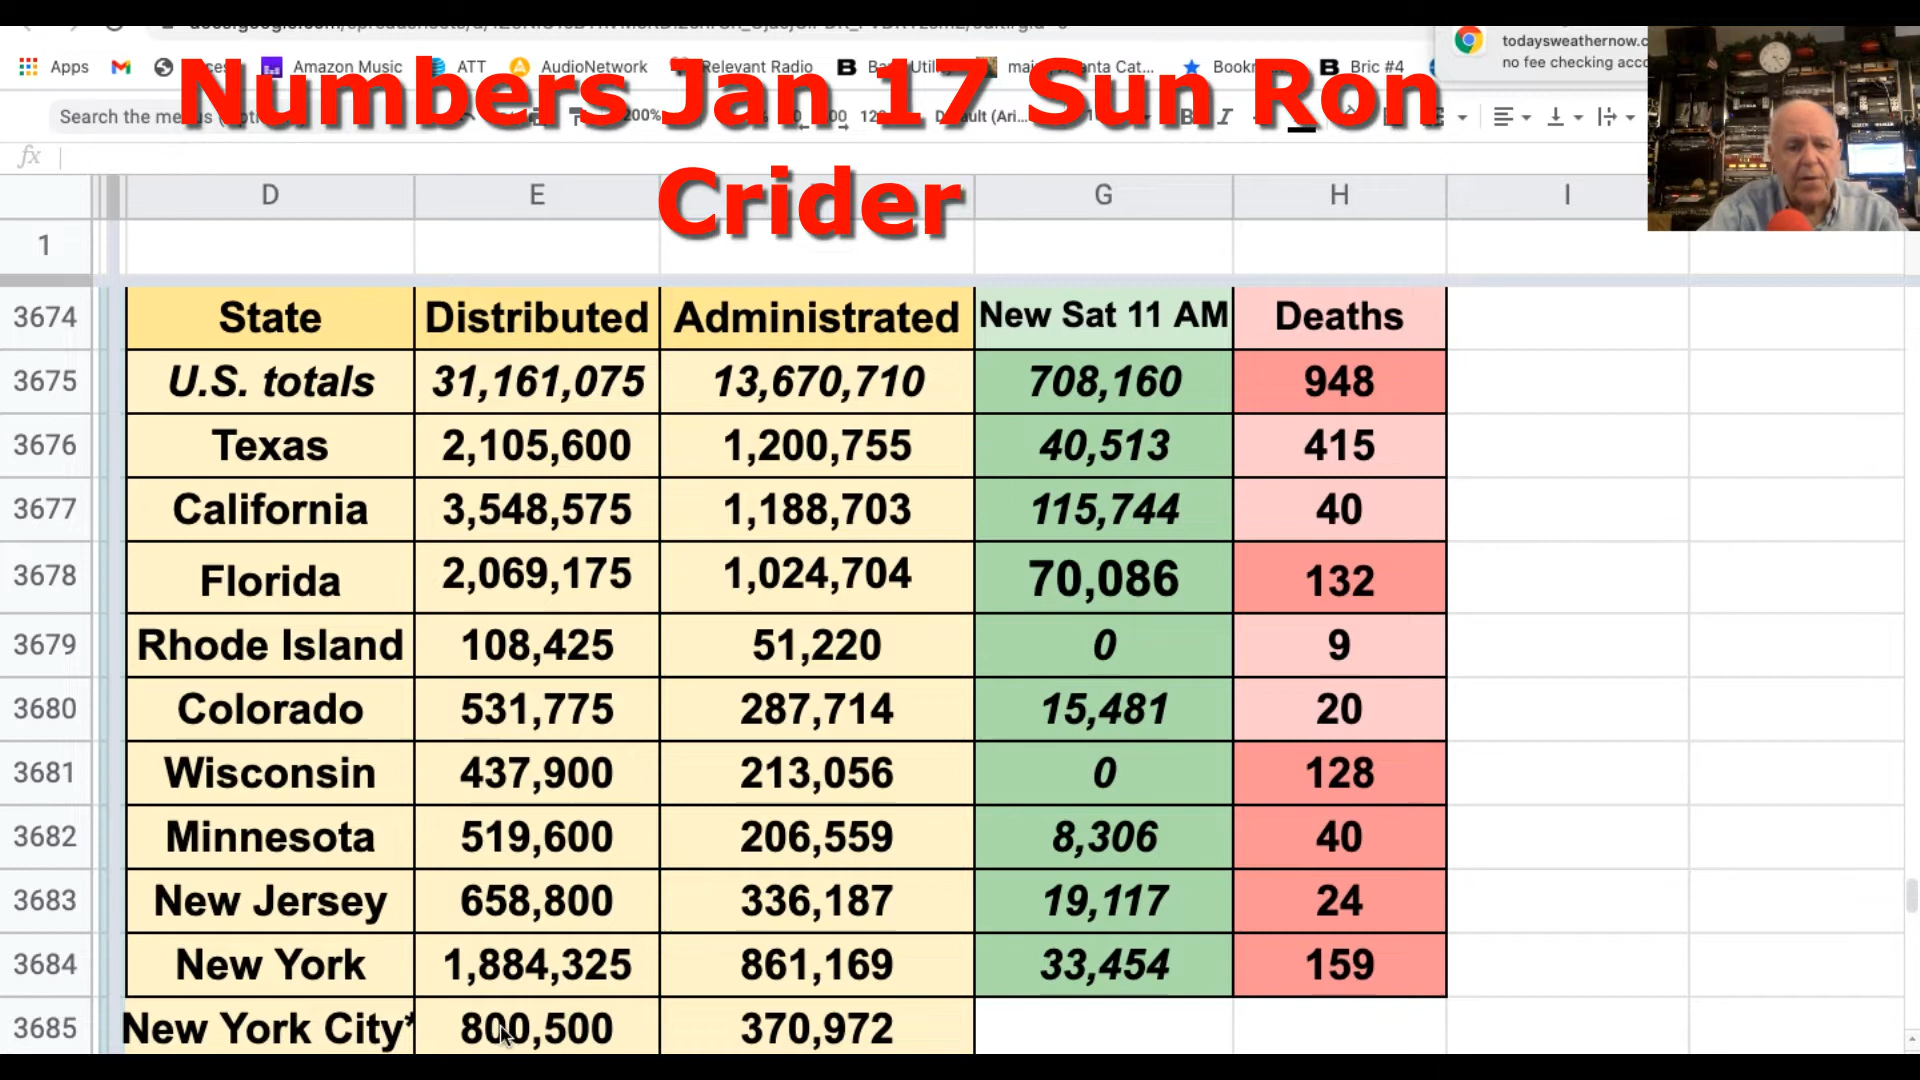 todaysweathernow.c
no fee checking acco
Apps
Amazon Music
ATT
AudioNetwork
Relevant Radio
Bric #4
Numbers Jan 17 Sun Ron
Crider
Search the
200%
fx
D E G H I
1
3674 State Distributed Administrated New Sat 11 AM Deaths
3675 U.S. totals 31,161,075 13,670,710 708,160 948
3676 Texas 2,105,600 1,200,755 40,513 415
3677 California 3,548,575 1,188,703 115,744 40
3678 Florida 2,069,175 1,024,704 70,086 132
3679 Rhode Island 108,425 51,220 0 9
3680 Colorado 531,775 287,714 15,481 20
3681 Wisconsin 437,900 213,056 0 128
3682 Minnesota 519,600 206,559 8,306 40
3683 New Jersey 658,800 336,187 19,117 24
3684 New York 1,884,325 861,169 33,454 159
3685 New York City* 800,500 370,972